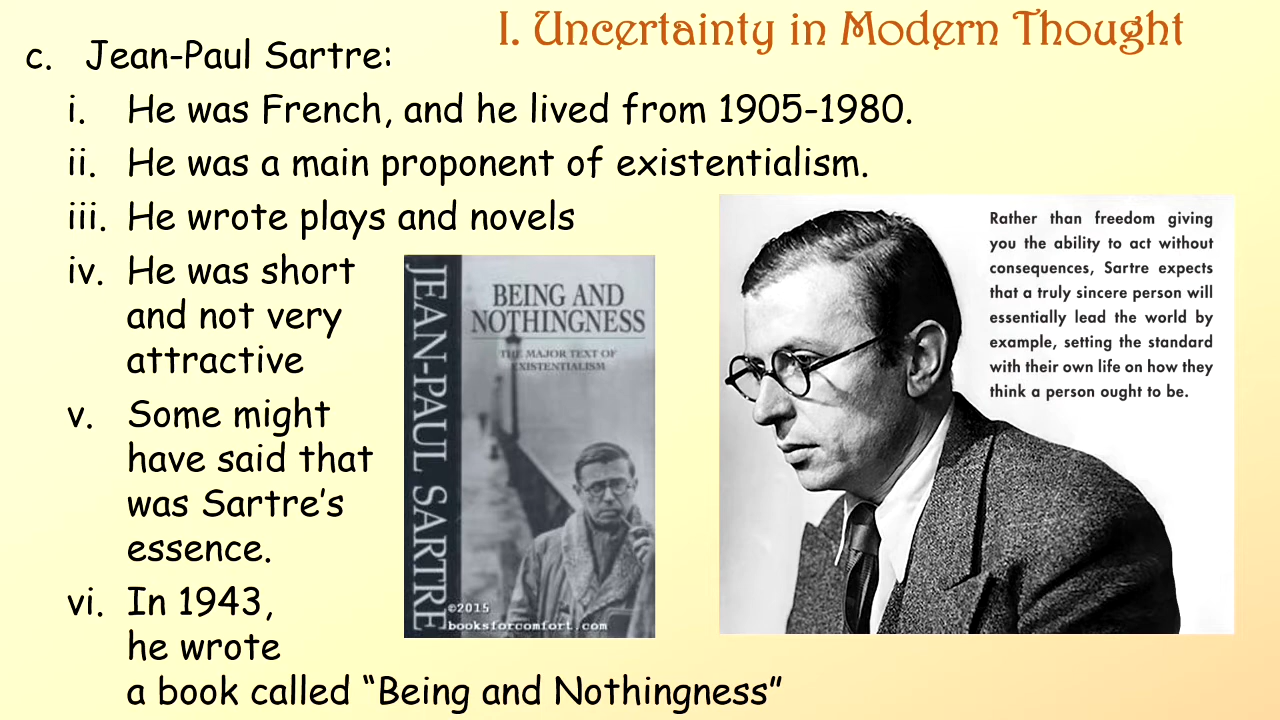 I. Uncertainty in Modern Thought
c. Jean-Paul Sartre:
i. He was French, and he lived from 1905-1980.
ii. He was a main proponent of existentialism.
iii. He wrote plays and novels
iv. He was short
and not very
attractive
v. Some might
have said that
was Sartre’s
essence.
vi. In 1943,
he wrote
a book called “Being and Nothingness”
JEAN-PAUL SARTRE
BEING AND
NOTHINGNESS
THE MAJOR TEXT OF
EXISTENTIALISM
©2015
booksforcomfort.com
Rather than freedom giving
you the ability to act without
consequences, Sartre expects
that a truly sincere person will
essentially lead the world by
example, setting the standard
with their own life on how they
think a person ought to be.